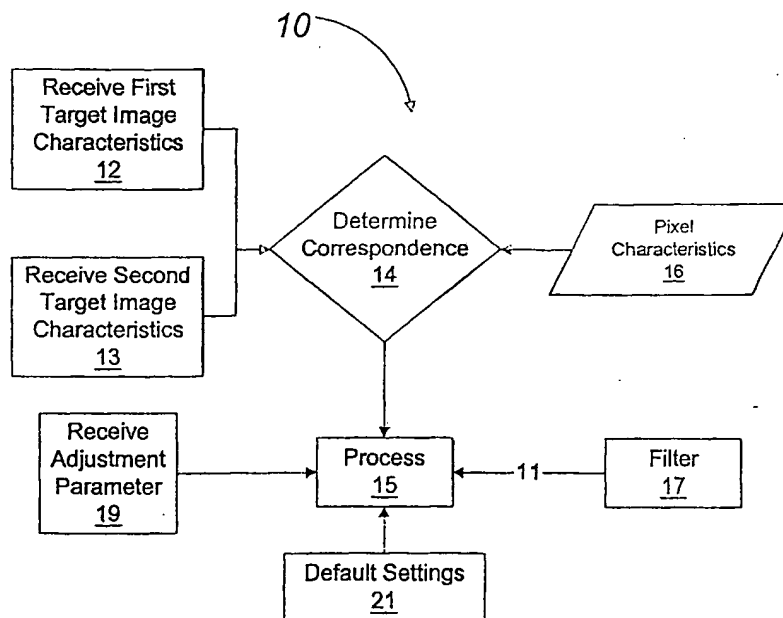 10
Receive First
Target Image
Characteristics
12
Receive Second
Target Image
Characteristics
13
Determine
Correspondence
14
Pixel
Characteristics
16
Receive
Adjustment
Parameter
19
Process
15
11
Filter
17
Default Settings
21